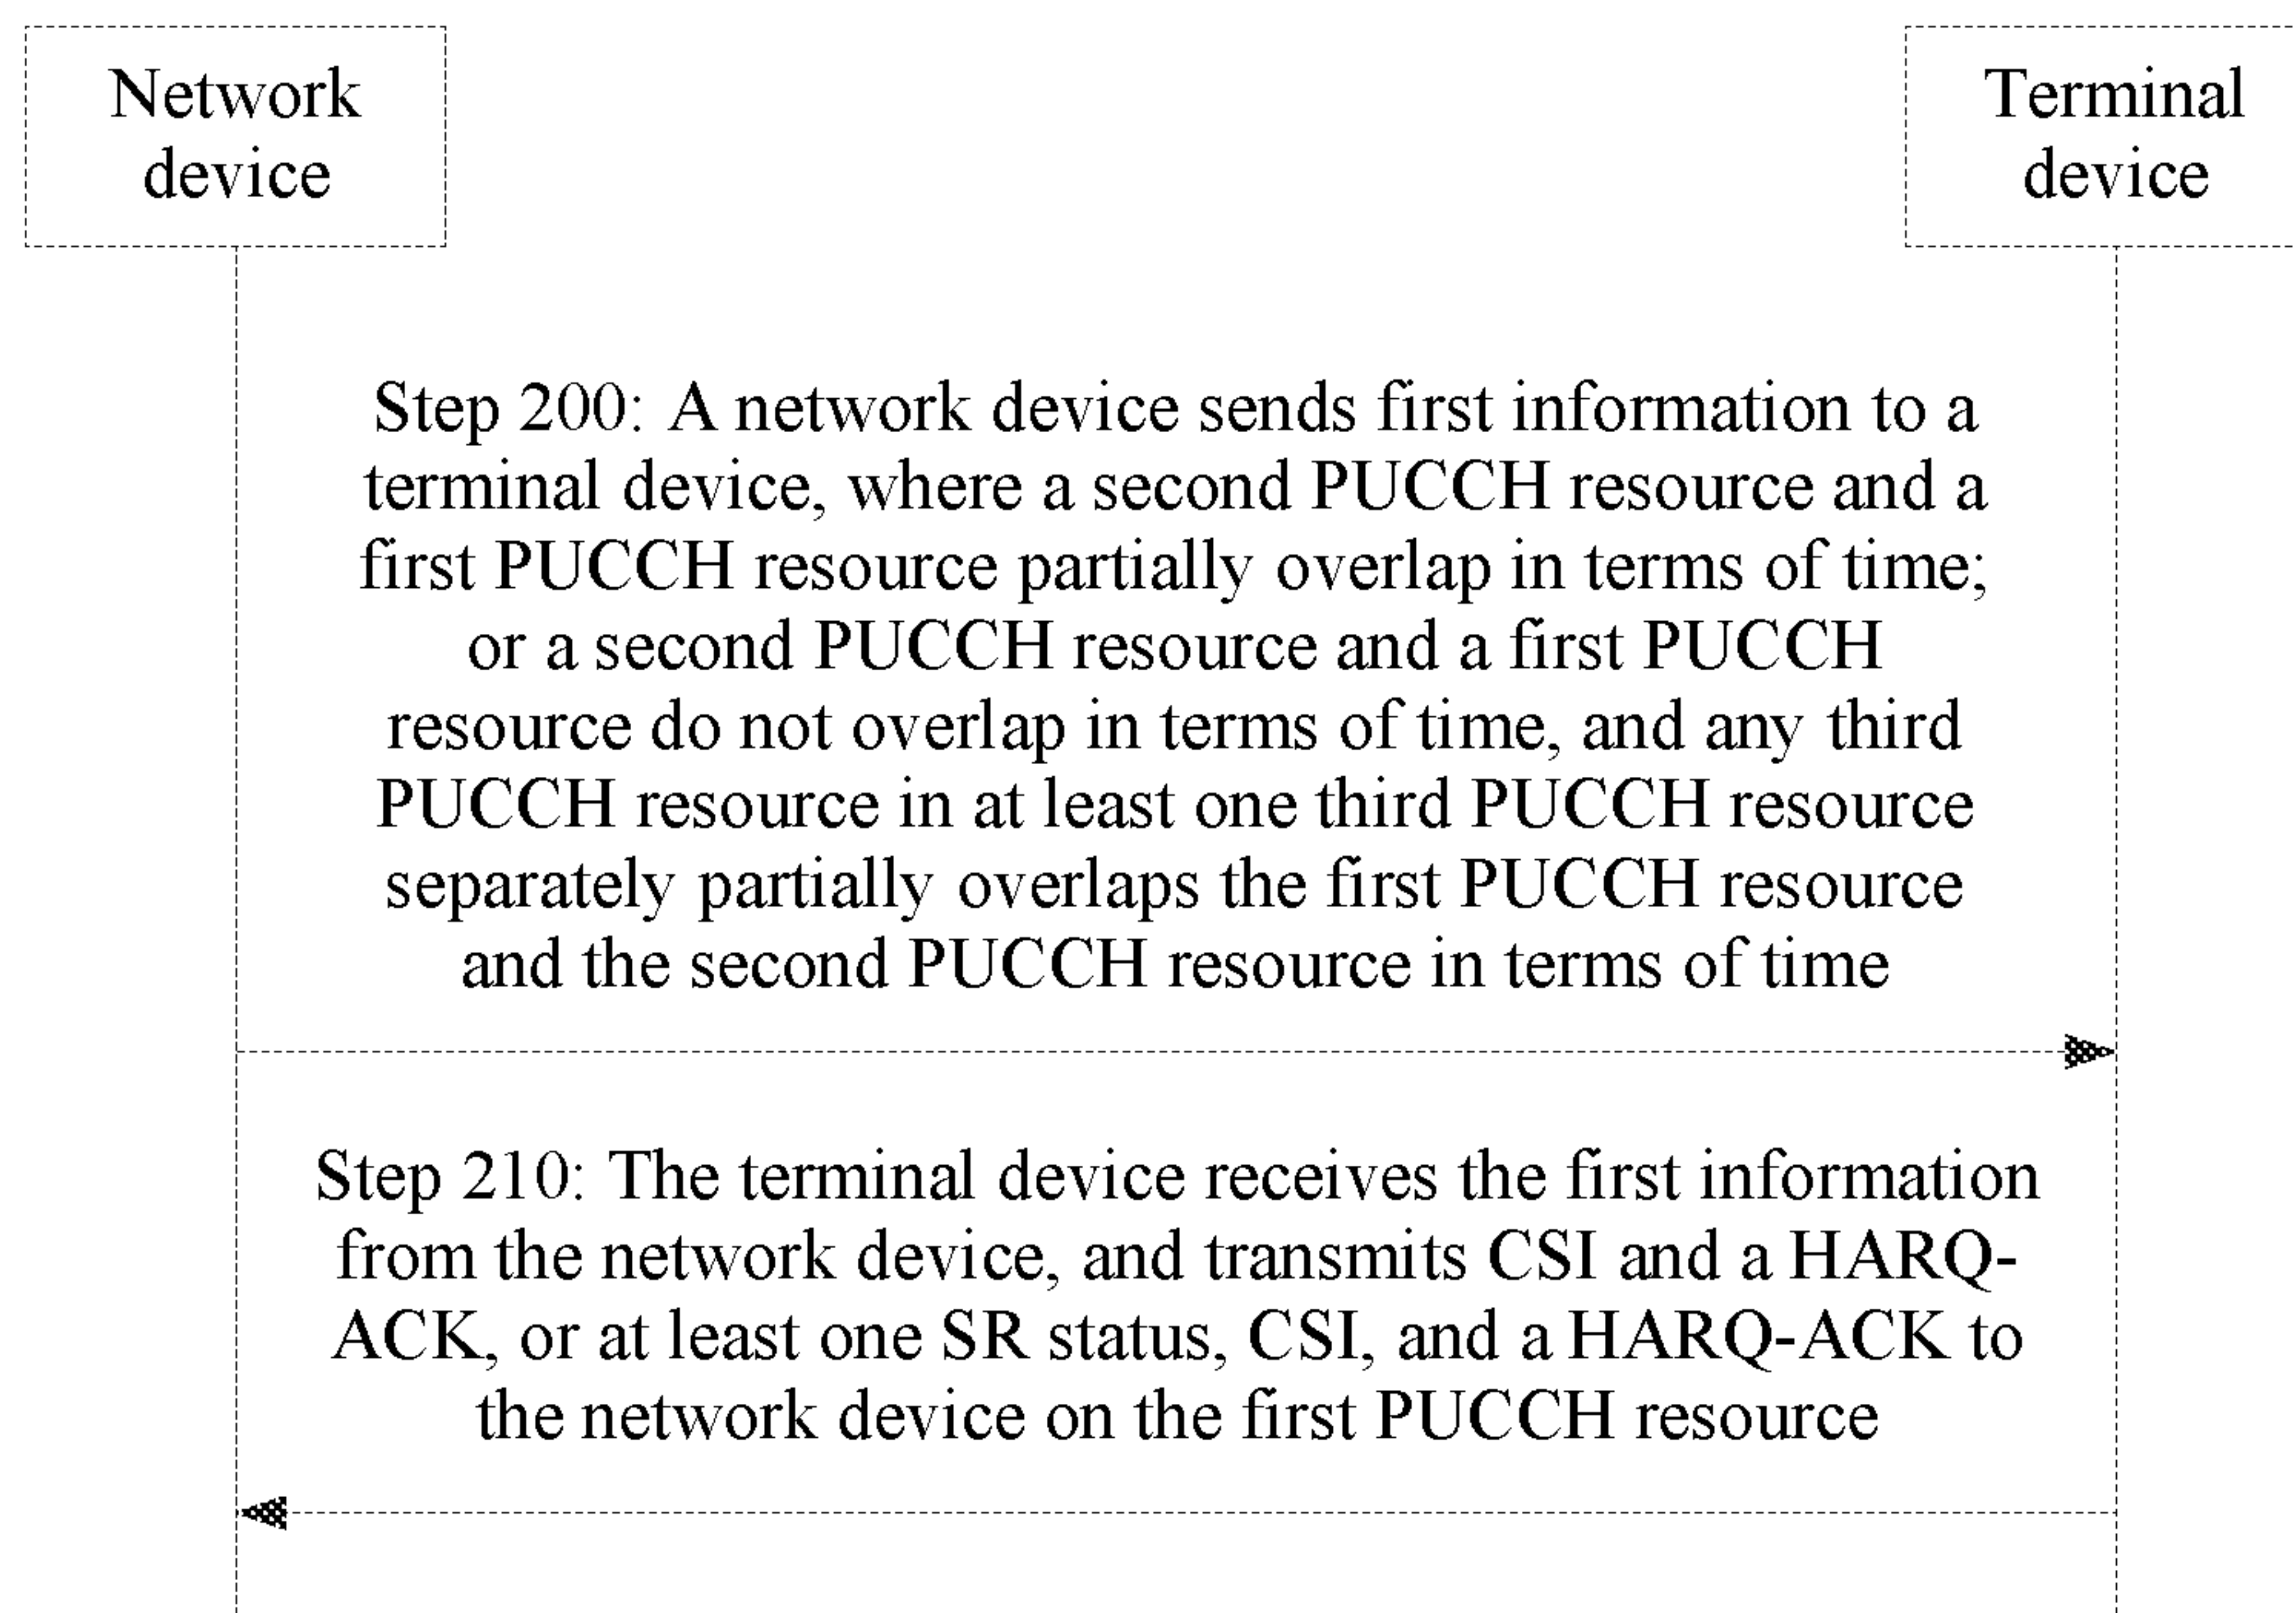 Network
device
Terminal
device
Step 200: A network device sends first information to a
terminal device, where a second PUCCH resource and a
first PUCCH resource partially overlap in terms of time;
or a second PUCCH resource and a first PUCCH
resource do not overlap in terms of time, and any third
PUCCH resource in at least one third PUCCH resource
separately partially overlaps the first PUCCH resource
and the second PUCCH resource in terms of time
Step 210: The terminal device receives the first information
from the network device, and transmits CSI and a HARQ-
ACK, or at least one SR status, CSI, and a HARQ-ACK to
the network device on the first PUCCH resource